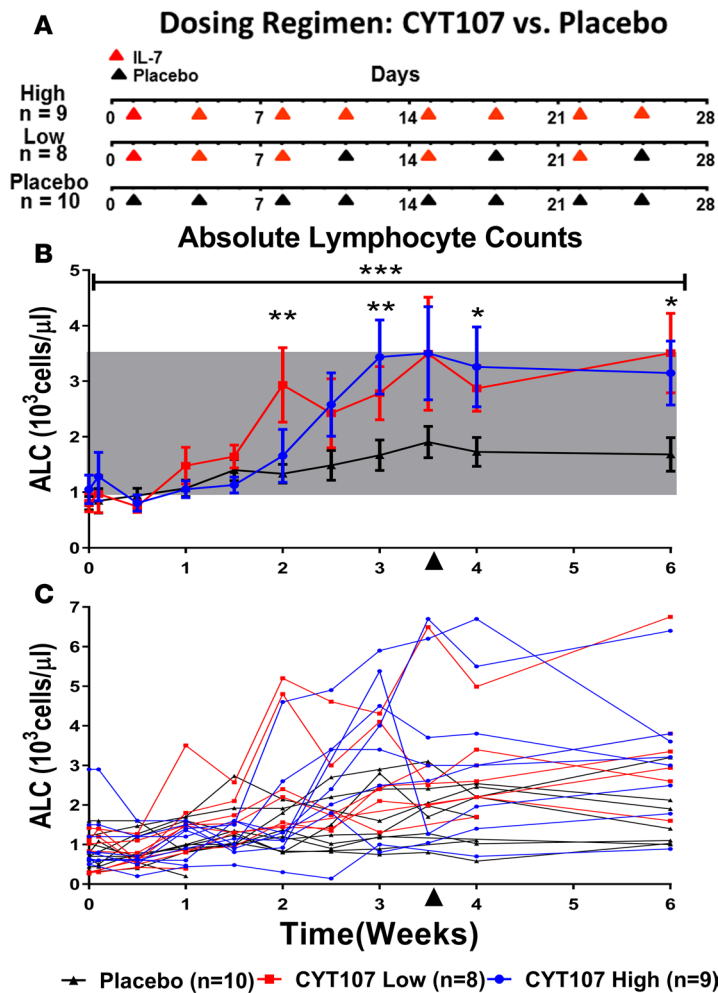 A Dosing Regimen: CYT107 vs. Placebo
IL-7
Placebo
Days
High
n = 9
0 7 14 21 28
Low
n = 8
0 7 14 21 28
Placebo
n = 10
0 7 14 21 28
B Absolute Lymphocyte Counts
ALC (10³cells/µl)
5
4
3
2
1
0
***
** ** * *
0 1 2 3 4 5 6
C
ALC (10³cells/µl)
7
6
5
4
3
2
1
0
0 1 2 3 4 5 6
Time(Weeks)
Placebo (n=10) CYT107 Low (n=8) CYT107 High (n=9)